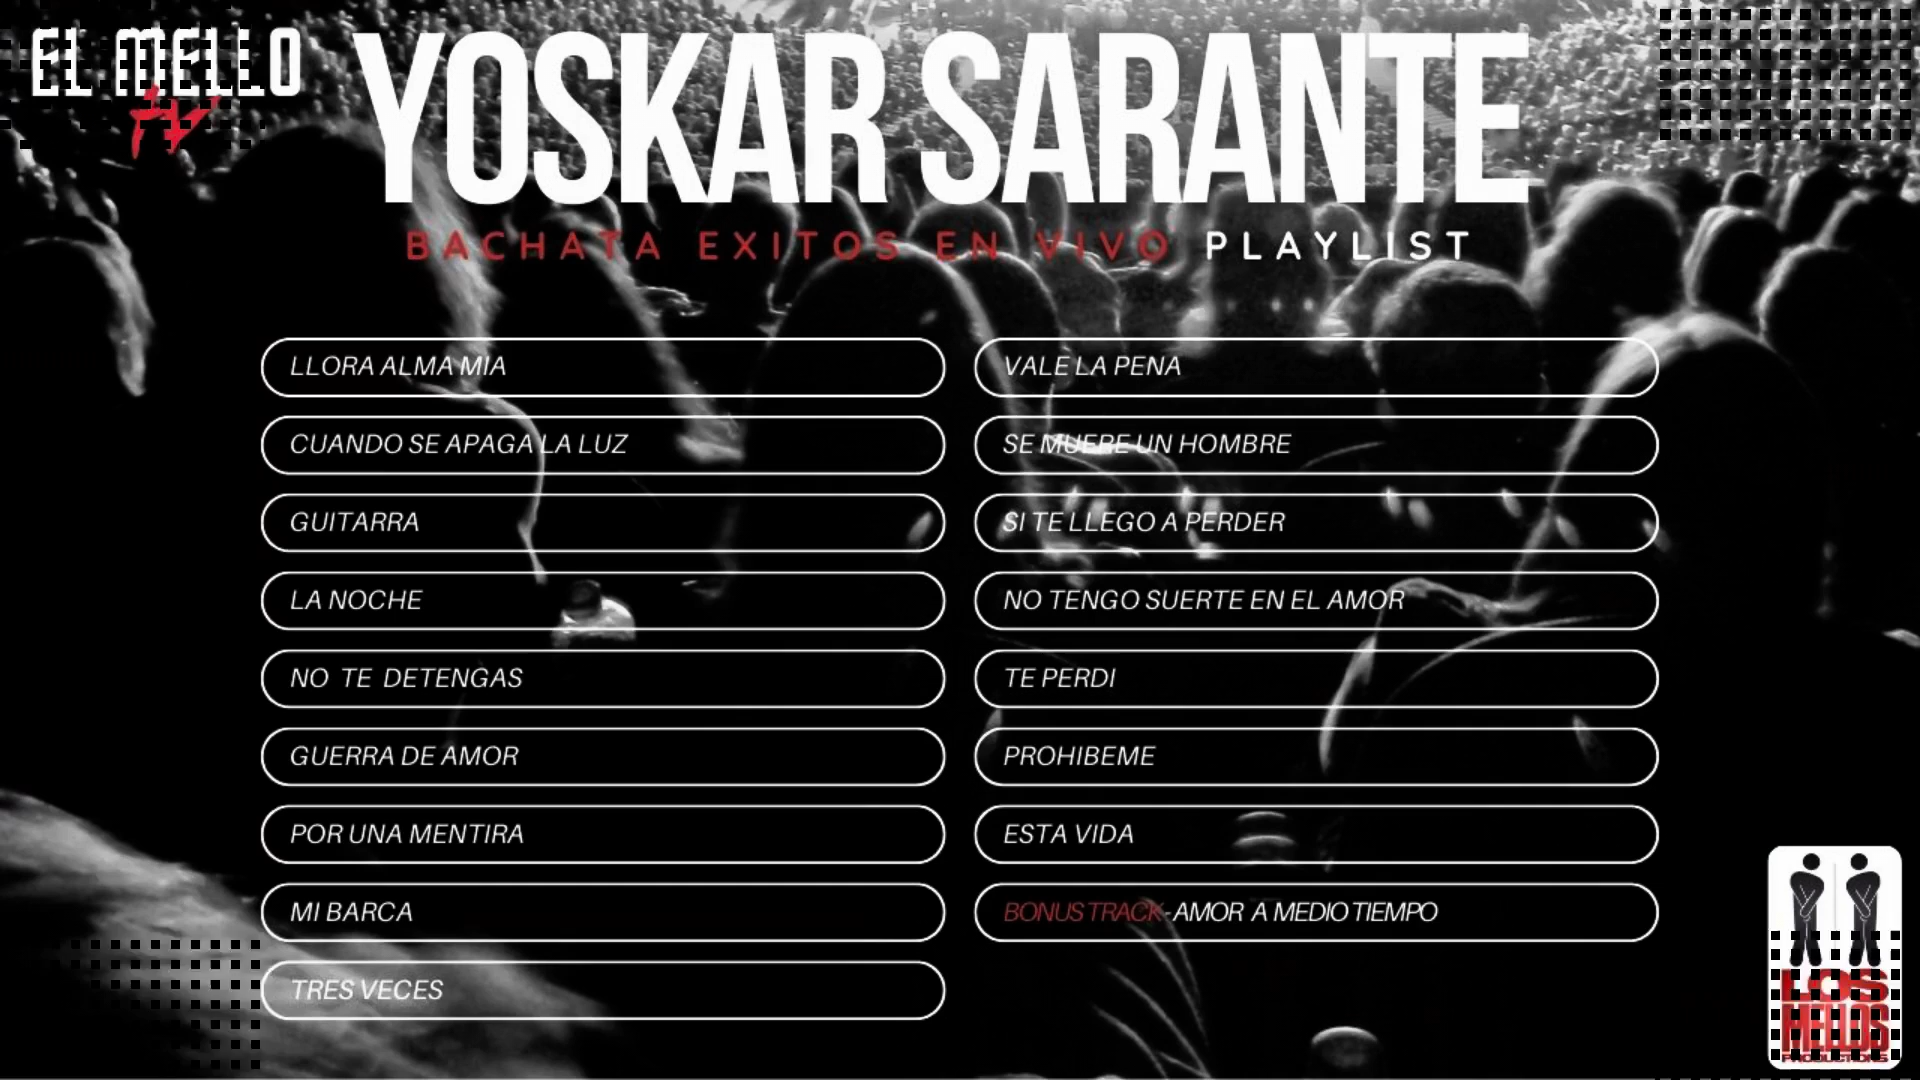 EL MELLO
tv
YOSKAR SARANTE
BACHATA EXITOS EN VIVO PLAYLIST
LLORA ALMA MIA
CUANDO SE APAGA LA LUZ
GUITARRA
LA NOCHE
NO TE DETENGAS
GUERRA DE AMOR
POR UNA MENTIRA
MI BARCA
TRES VECES
VALE LA PENA
SE MUERE UN HOMBRE
SI TE LLEGO A PERDER
NO TENGO SUERTE EN EL AMOR
TE PERDI
PROHIBEME
ESTA VIDA
BONUS TRACK-AMOR A MEDIO TIEMPO
LOS
MELLOS
PRODUCTIONS